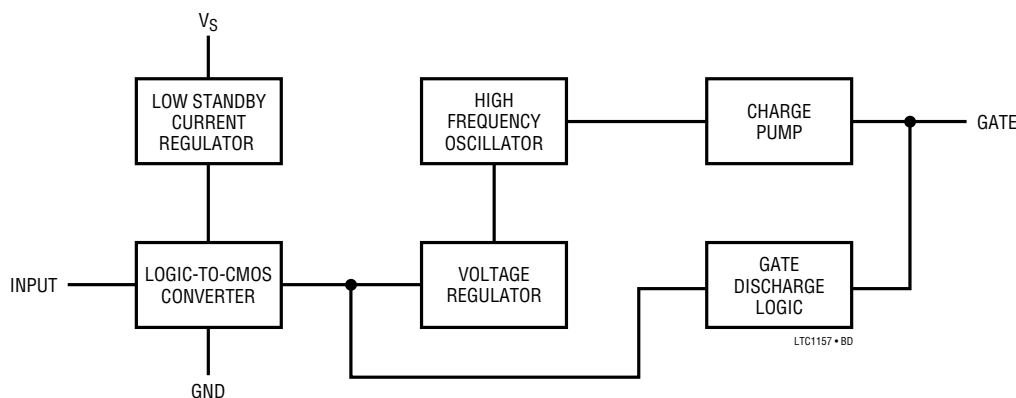 VS
LOW STANDBY
CURRENT
REGULATOR
HIGH
FREQUENCY
OSCILLATOR
CHARGE
PUMP
GATE
INPUT
LOGIC-TO-CMOS
CONVERTER
VOLTAGE
REGULATOR
GATE
DISCHARGE
LOGIC
LTC1157 • BD
GND